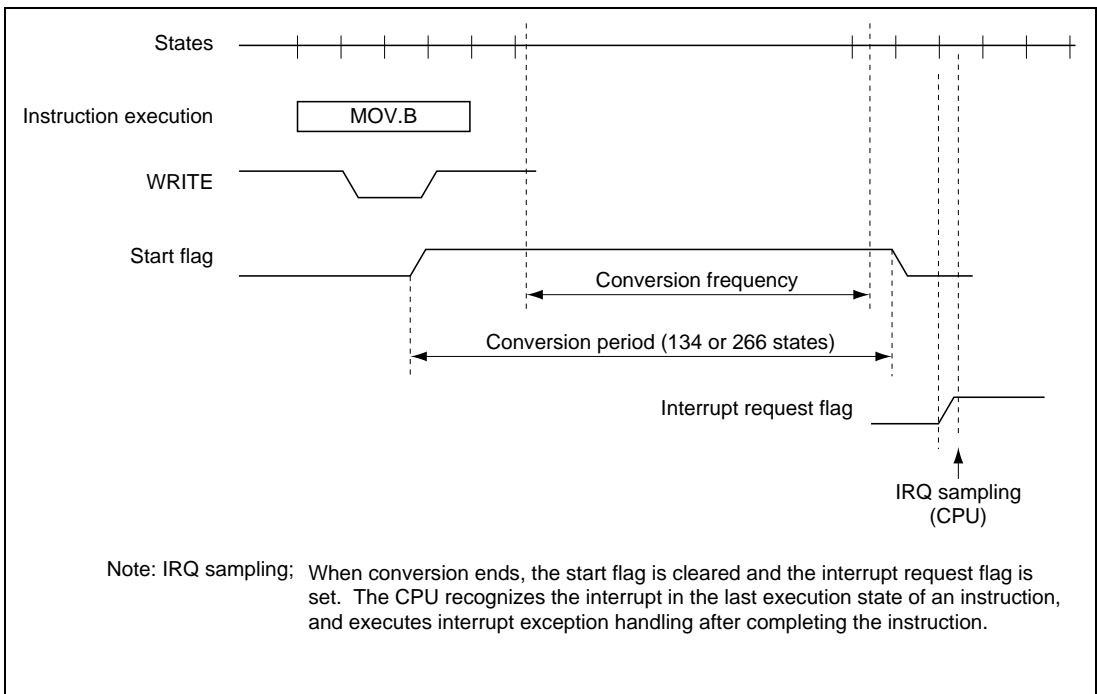 States
Instruction execution
MOV.B
WRITE
Start flag
Conversion frequency
Conversion period (134 or 266 states)
Interrupt request flag
IRQ sampling
(CPU)
Note: IRQ sampling; When conversion ends, the start flag is cleared and the interrupt request flag is
set. The CPU recognizes the interrupt in the last execution state of an instruction,
and executes interrupt exception handling after completing the instruction.